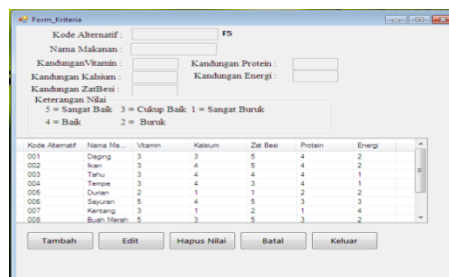 Form_Kriteria
Kode Alternatif : F5
Nama Makanan :
KandunganVitamin : Kandungan Protein :
Kandungan Kalsium : Kandungan Energi :
Kandungan ZatBesi :
Keterangan Nilai
5 = Sangat Baik 3 = Cukup Baik 1 = Sangat Buruk
4 = Baik 2 = Buruk
Kode Alternatif Nama Ma... Vitamin Kalsium Zat Besi Protein Energi
001 Daging 3 3 5 4 2
002 Ikan 3 4 5 4 2
003 Tahu 3 4 4 4 1
004 Tempe 3 4 3 4 1
005 Durian 2 1 1 2 2
006 Sayuran 5 4 5 3 3
007 Kentang 3 1 2 1 4
008 Buah Merah 5 3 5 3 2
Tambah Edit Hapus Nilai Batal Keluar